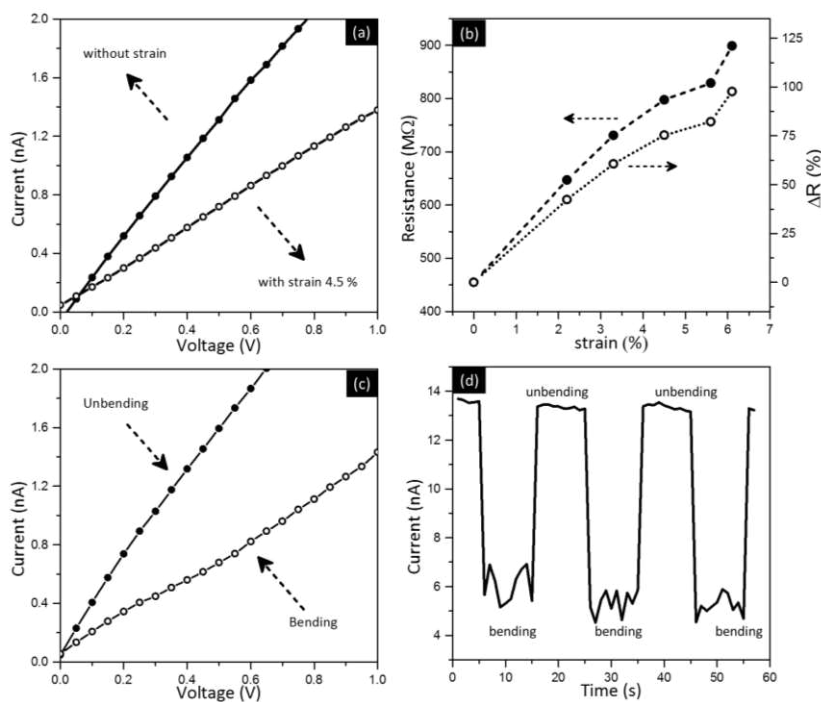 (a)
2.0
1.6
1.2
0.8
0.4
0.0
Current (nA)
without strain
with strain 4.5 %
0.0 0.2 0.4 0.6 0.8 1.0
Voltage (V)
(b)
900
800
700
600
500
400
Resistance (MΩ)
125
100
75
50
25
0
ΔR (%)
0 1 2 3 4 5 6 7
strain (%)
(c)
2.0
1.6
1.2
0.8
0.4
0.0
Current (nA)
Unbending
Bending
0.0 0.2 0.4 0.6 0.8 1.0
Voltage (V)
(d)
14
12
10
8
6
4
Current (nA)
unbending unbending
bending bending bending
0 10 20 30 40 50 60
Time (s)